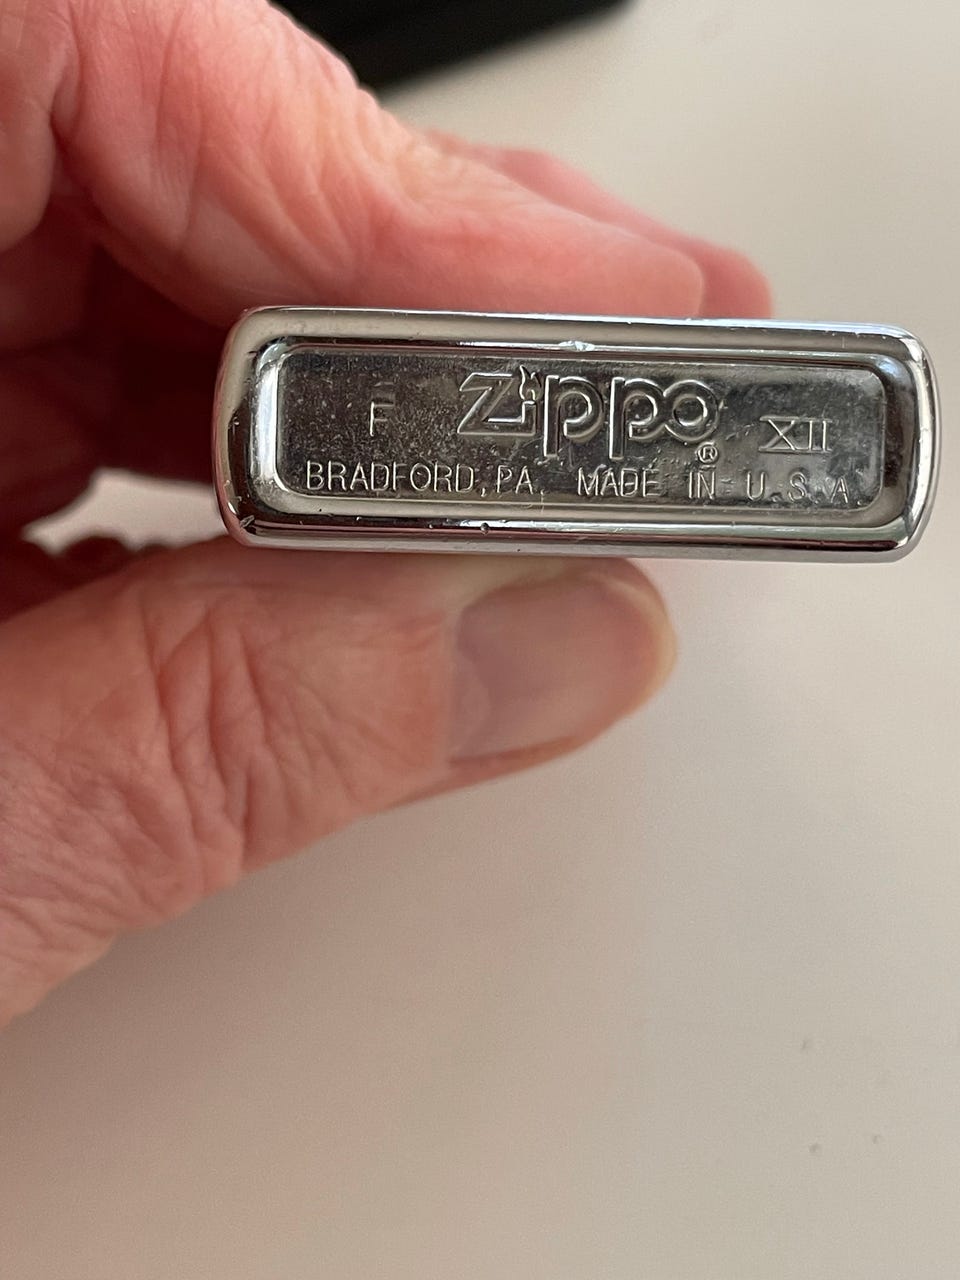 F Zippo® XII
BRADFORD, PA. MADE IN U.S.A.